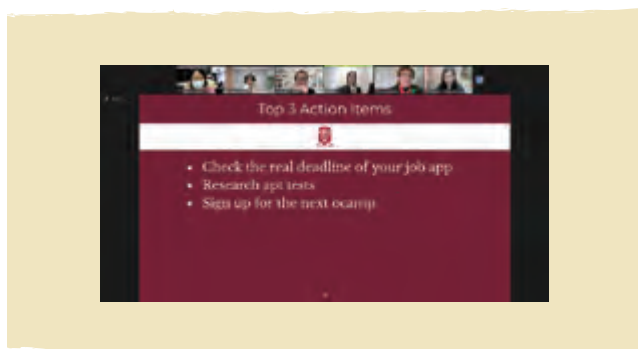 Top 3 Action Items
• Check the real deadline of your job app
• Research apt tests
• Sign up for the next ocamp